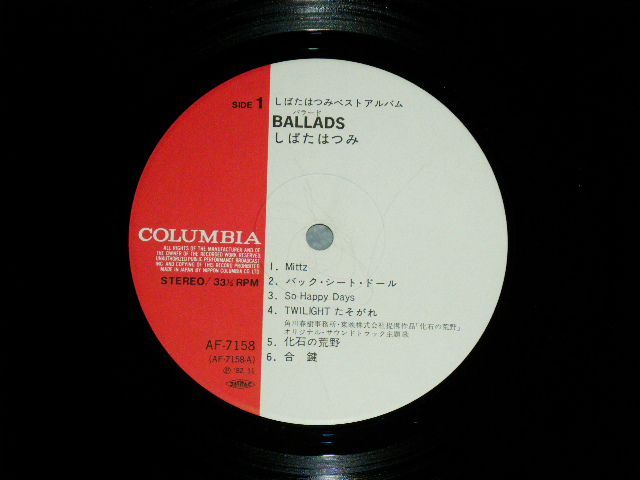 SIDE 1
しばたはつみベストアルバム
バラード
BALLADS
しばたはつみ
COLUMBIA
ALL RIGHTS OF THE MANUFACTURER AND OF
THE OWNER OF THE RECORDED WORK RESERVED.
UNAUTHORIZED PUBLIC PERFORMANCE BROADCAST
ING AND COPYING OF THIS RECORD PROHIBITED
MADE IN JAPAN BY NIPPON COLUMBIA CO LTD
STEREO/33⅓RPM
AF-7158
(AF-7158A)
Ⓟ '82. 11
1. Mittz
2. バック・シート・ドール
3. So Happy Days
4. TWILIGHT たそがれ
角川春樹事務所・東映株式会社提携作品「化石の荒野」
オリジナル・サウンドトラック主題歌
5. 化石の荒野
6. 合 鍵